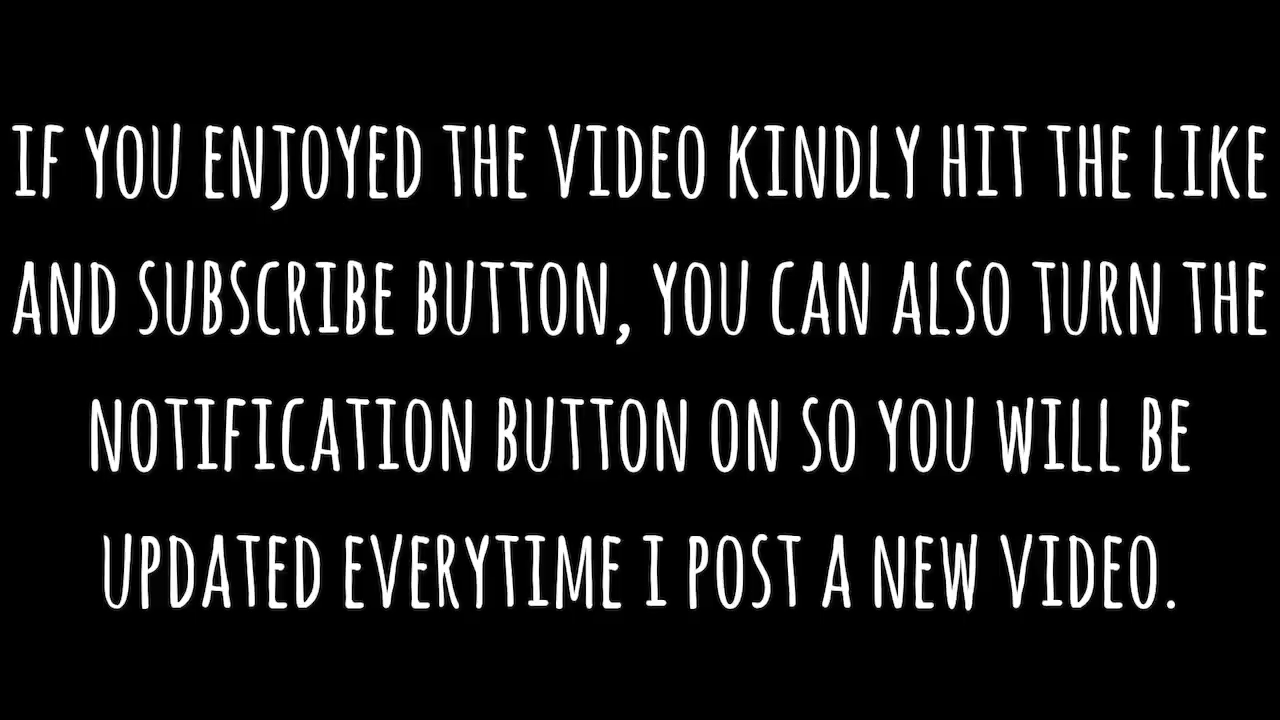 IF YOU ENJOYED THE VIDEO KINDLY HIT THE LIKE
AND SUBSCRIBE BUTTON, YOU CAN ALSO TURN THE
NOTIFICATION BUTTON ON SO YOU WILL BE
UPDATED EVERYTIME I POST A NEW VIDEO.